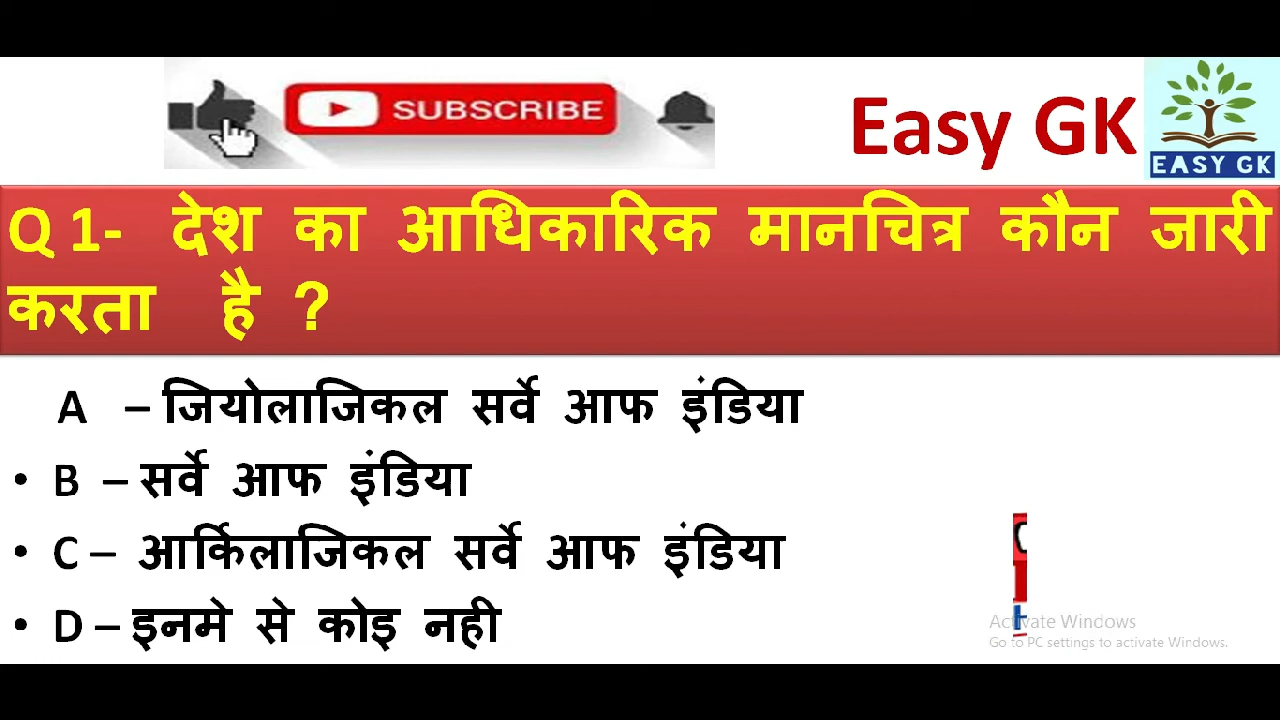 SUBSCRIBE
Easy GK
EASY GK
Q 1- देश का आधिकारिक मानचित्र कौन जारी
करता है ?
A – जियोलाजिकल सर्वे आफ इंडिया
• B – सर्वे आफ इंडिया
• C – आर्किलाजिकल सर्वे आफ इंडिया
• D – इनमे से कोइ नही
Activate Windows
Go to PC settings to activate Windows.